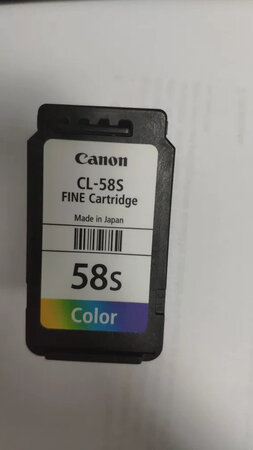 Canon
CL-58S
FINE Cartridge
Made in Japan
58s
Color